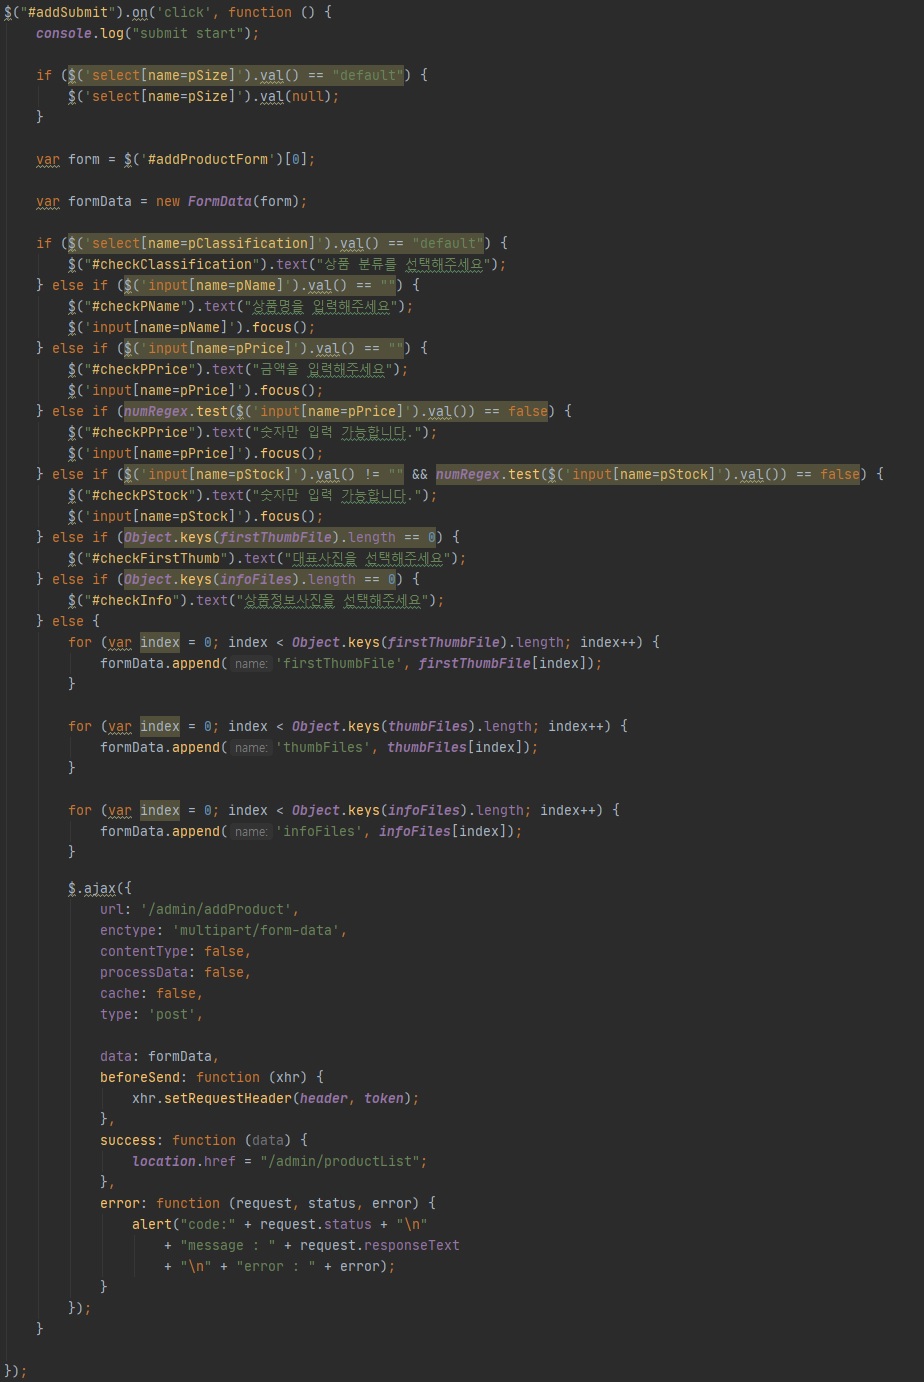 $("#addSubmit").on('click', function () {
console.log("submit start");
if ($('select[name=pSize]').val() == "default") {
$('select[name=pSize]').val(null);
}
var form = $('#addProductForm')[0];
var formData = new FormData(form);
if ($('select[name=pClassification]').val() == "default") {
$("#checkClassification").text("상품 분류를 선택해주세요");
} else if ($('input[name=pName]').val() == "") {
$("#checkPName").text("상품명을 입력해주세요");
$('input[name=pName]').focus();
} else if ($('input[name=pPrice]').val() == "") {
$("#checkPPrice").text("금액을 입력해주세요");
$('input[name=pPrice]').focus();
} else if (numRegex.test($('input[name=pPrice]').val()) == false) {
$("#checkPPrice").text("숫자만 입력 가능합니다.");
$('input[name=pPrice]').focus();
} else if ($('input[name=pStock]').val() != "" && numRegex.test($('input[name=pStock]').val()) == false) {
$("#checkPStock").text("숫자만 입력 가능합니다.");
$('input[name=pStock]').focus();
} else if (Object.keys(firstThumbFile).length == 0) {
$("#checkFirstThumb").text("대표사진을 선택해주세요");
} else if (Object.keys(infoFiles).length == 0) {
$("#checkInfo").text("상품정보사진을 선택해주세요");
} else {
for (var index = 0; index < Object.keys(firstThumbFile).length; index++) {
formData.append( name: 'firstThumbFile', firstThumbFile[index]);
}
for (var index = 0; index < Object.keys(thumbFiles).length; index++) {
formData.append( name: 'thumbFiles', thumbFiles[index]);
}
for (var index = 0; index < Object.keys(infoFiles).length; index++) {
formData.append( name: 'infoFiles', infoFiles[index]);
}
$.ajax({
url: '/admin/addProduct',
enctype: 'multipart/form-data',
contentType: false,
processData: false,
cache: false,
type: 'post',
data: formData,
beforeSend: function (xhr) {
xhr.setRequestHeader(header, token);
},
success: function (data) {
location.href = "/admin/productList";
},
error: function (request, status, error) {
alert("code:" + request.status + "\n"
+ "message : " + request.responseText
+ "\n" + "error : " + error);
}
});
}
});